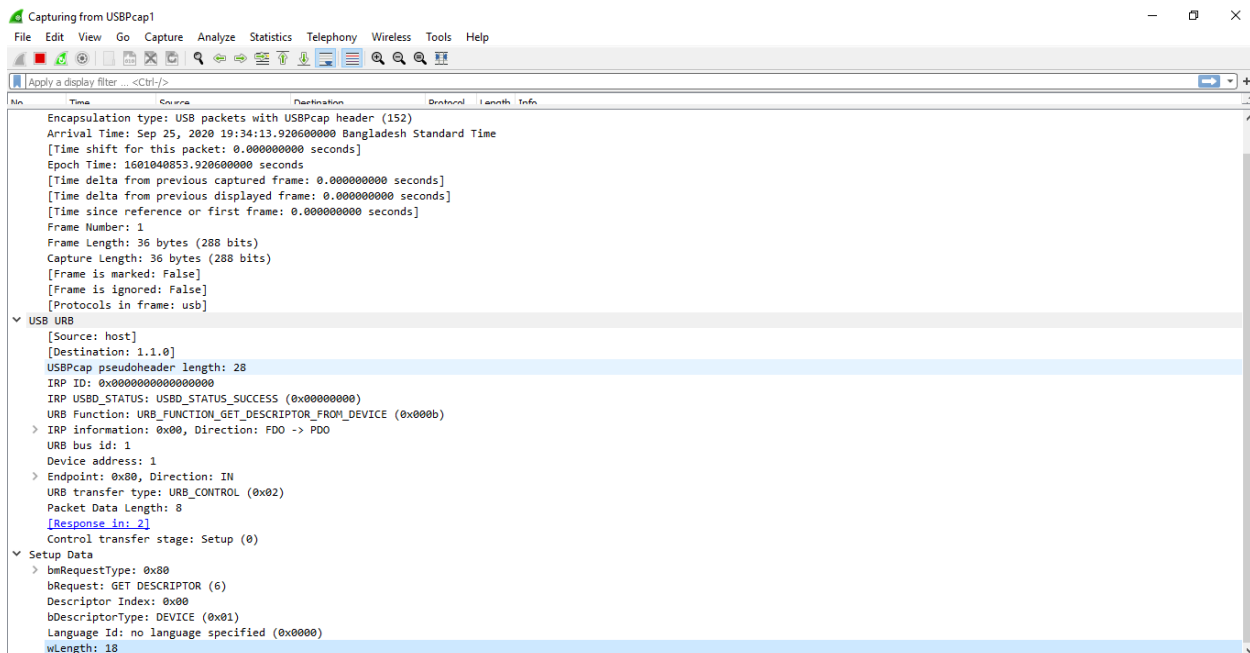 Capturing from USBPcap1
File Edit View Go Capture Analyze Statistics Telephony Wireless Tools Help
Apply a display filter ... <Ctrl-/>
No. Time Source Destination Protocol Length Info
Encapsulation type: USB packets with USBPcap header (152)
Arrival Time: Sep 25, 2020 19:34:13.920600000 Bangladesh Standard Time
[Time shift for this packet: 0.000000000 seconds]
Epoch Time: 1601040853.920600000 seconds
[Time delta from previous captured frame: 0.000000000 seconds]
[Time delta from previous displayed frame: 0.000000000 seconds]
[Time since reference or first frame: 0.000000000 seconds]
Frame Number: 1
Frame Length: 36 bytes (288 bits)
Capture Length: 36 bytes (288 bits)
[Frame is marked: False]
[Frame is ignored: False]
[Protocols in frame: usb]
USB URB
[Source: host]
[Destination: 1.1.0]
USBPcap pseudoheader length: 28
IRP ID: 0x0000000000000000
IRP USBD_STATUS: USBD_STATUS_SUCCESS (0x00000000)
URB Function: URB_FUNCTION_GET_DESCRIPTOR_FROM_DEVICE (0x000b)
IRP information: 0x00, Direction: FDO -> PDO
URB bus id: 1
Device address: 1
Endpoint: 0x80, Direction: IN
URB transfer type: URB_CONTROL (0x02)
Packet Data Length: 8
[Response in: 2]
Control transfer stage: Setup (0)
Setup Data
bmRequestType: 0x80
bRequest: GET DESCRIPTOR (6)
Descriptor Index: 0x00
bDescriptorType: DEVICE (0x01)
Language Id: no language specified (0x0000)
wLength: 18